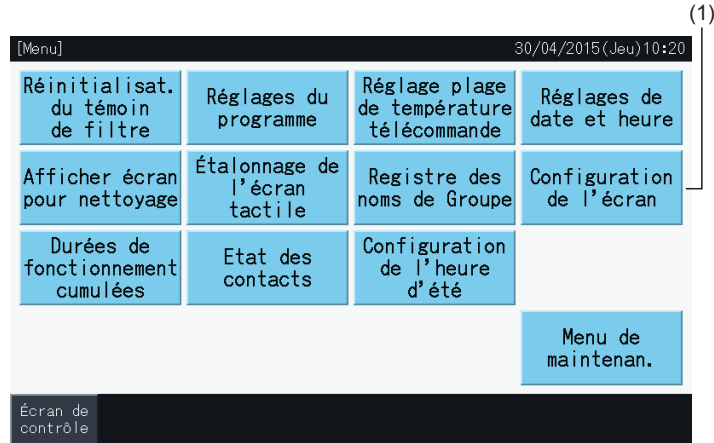 (1)
[Menu] 30/04/2015(Jeu)10:20
Réinitialisat.
du témoin
de filtre
Réglages du
programme
Réglage plage
de température
télécommande
Réglages de
date et heure
Afficher écran
pour nettoyage
Étalonnage de
l'écran
tactile
Registre des
noms de Groupe
Configuration
de l'écran
Durées de
fonctionnement
cumulées
Etat des
contacts
Configuration
de l'heure
d'été
Menu de
maintenan.
Écran de
contrôle